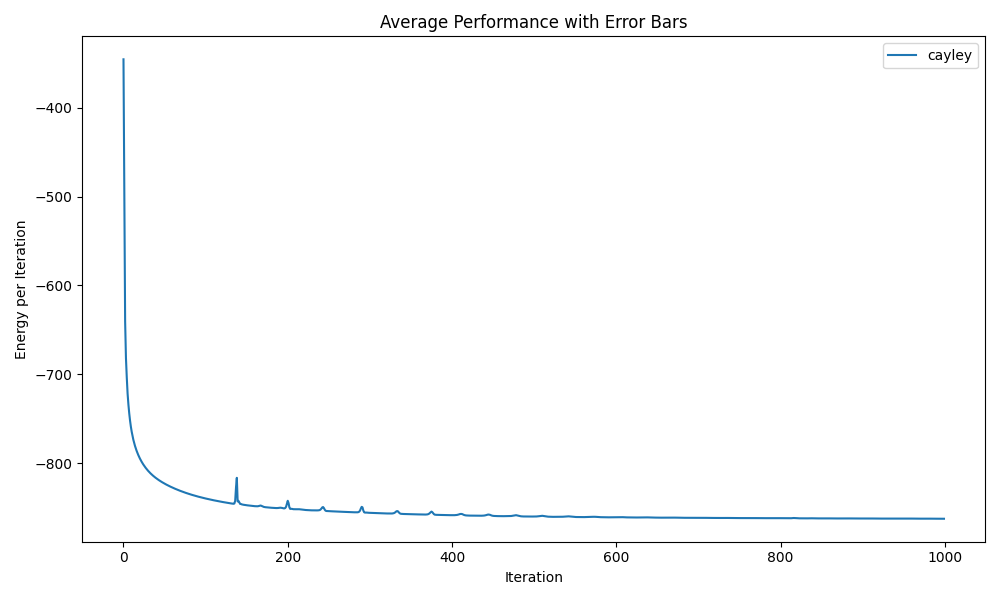 Average Performance with Error Bars
cayley
−400
−500
−600
−700
−800
Energy per Iteration
0
200
400
600
800
1000
Iteration